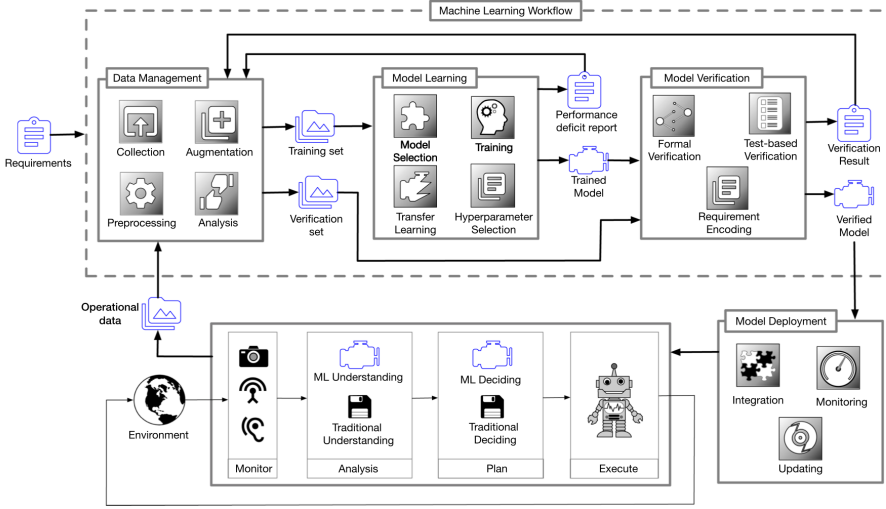 Machine Learning Workflow
Data Management
Collection
Augmentation
Preprocessing
Analysis
Requirements
Training set
Verification
set
Model Learning
Model
Selection
Training
Transfer
Learning
Hyperparameter
Selection
Performance
deficit report
Trained
Model
Model Verification
Formal
Verification
Test-based
Verification
Requirement
Encoding
Verification
Result
Verified
Model
Operational
data
Environment
Monitor
ML Understanding
Traditional
Understanding
Analysis
ML Deciding
Traditional
Deciding
Plan
Execute
Model Deployment
Integration
Monitoring
Updating